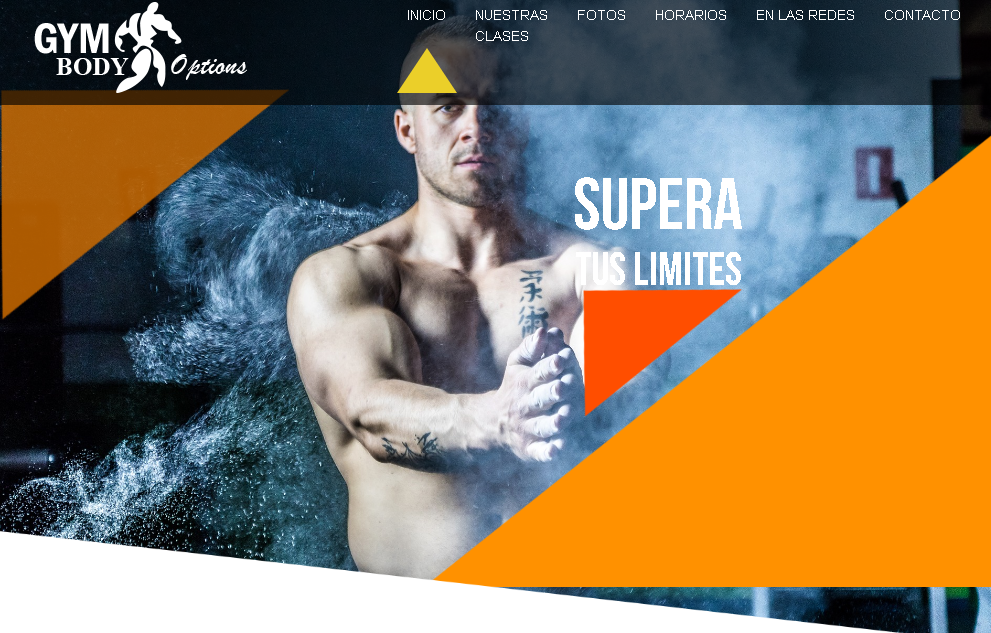 GYM
BODY Options
INICIO
NUESTRAS
CLASES
FOTOS
HORARIOS
EN LAS REDES
CONTACTO
SUPERA
TUS LIMITES